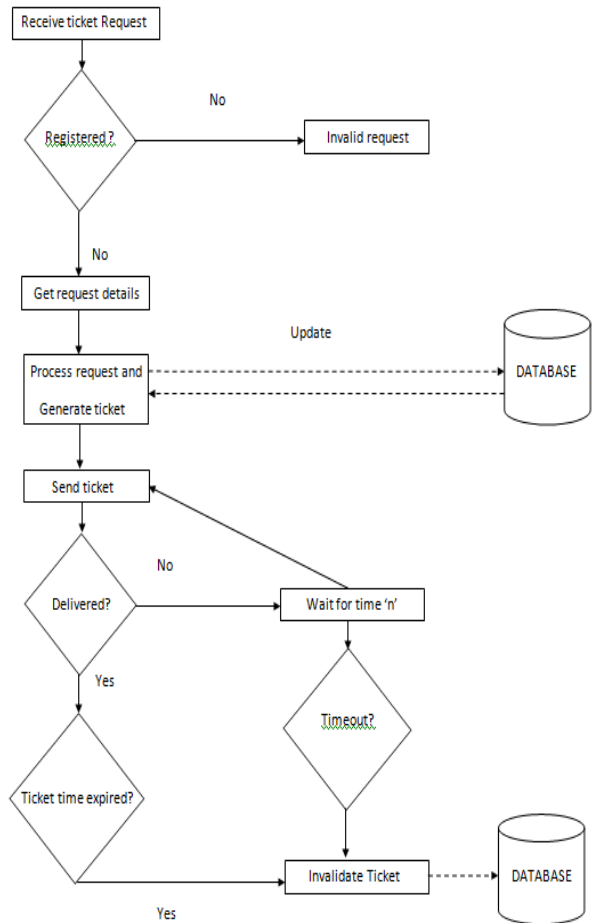 Receive ticket Request
No
Registered ?
Invalid request
No
Get request details
Update
Process request and
Generate ticket
DATABASE
Send ticket
No
Delivered?
Wait for time ‘n’
Yes
Timeout?
Ticket time expired?
Invalidate Ticket
DATABASE
Yes